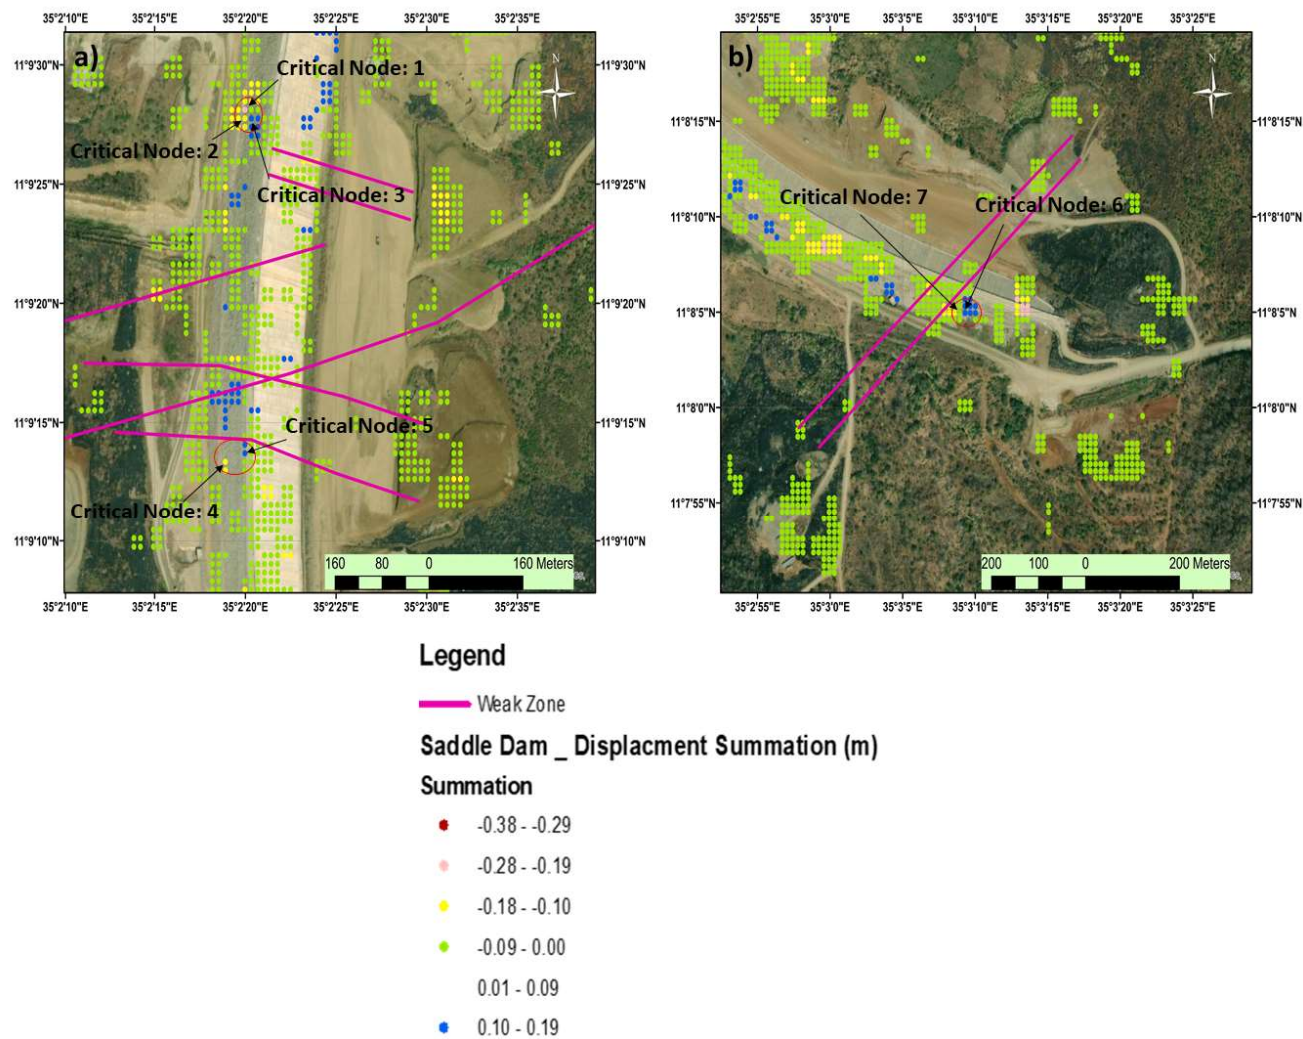 35°2'10"E 35°2'15"E 35°2'20"E 35°2'25"E 35°2'30"E 35°2'35"E
35°2'55"E 35°3'0"E 35°3'5"E 35°3'10"E 35°3'15"E 35°3'20"E 35°3'25"E
a)
b)
N
N
Critical Node: 1
11°9'30"N
11°9'30"N
11°8'15"N
11°8'15"N
Critical Node: 2
11°9'25"N
11°9'25"N
Critical Node: 3
Critical Node: 7
Critical Node: 6
11°8'10"N
11°8'10"N
11°9'20"N
11°9'20"N
11°8'5"N
11°8'5"N
11°9'15"N
11°9'15"N
Critical Node: 5
11°8'0"N
11°8'0"N
Critical Node: 4
11°7'55"N
11°7'55"N
11°9'10"N
11°9'10"N
160 80 0 160 Meters
200 100 0 200 Meters
35°2'10"E 35°2'15"E 35°2'20"E 35°2'25"E 35°2'30"E 35°2'35"E
35°2'55"E 35°3'0"E 35°3'5"E 35°3'10"E 35°3'15"E 35°3'20"E 35°3'25"E
Legend
Weak Zone
Saddle Dam _ Displacment Summation (m)
Summation
-0.38 - -0.29
-0.28 - -0.19
-0.18 - -0.10
-0.09 - 0.00
0.01 - 0.09
0.10 - 0.19